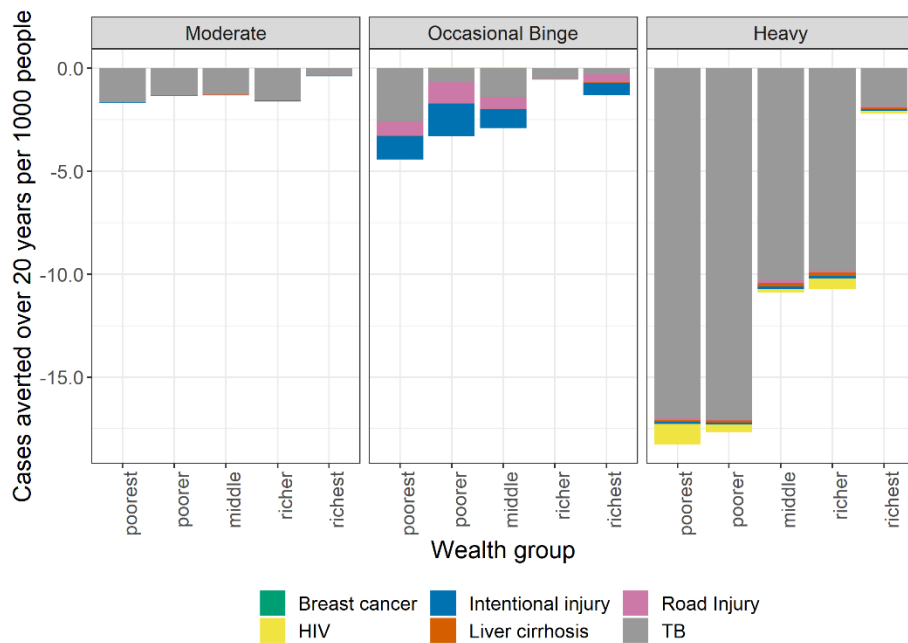 Moderate Occasional Binge Heavy
Cases averted over 20 years per 1000 people
0.0
-5.0
-10.0
-15.0
poorest poorer middle richer richest poorest poorer middle richer richest poorest poorer middle richer richest
Wealth group
Breast cancer Intentional injury Road Injury
HIV Liver cirrhosis TB